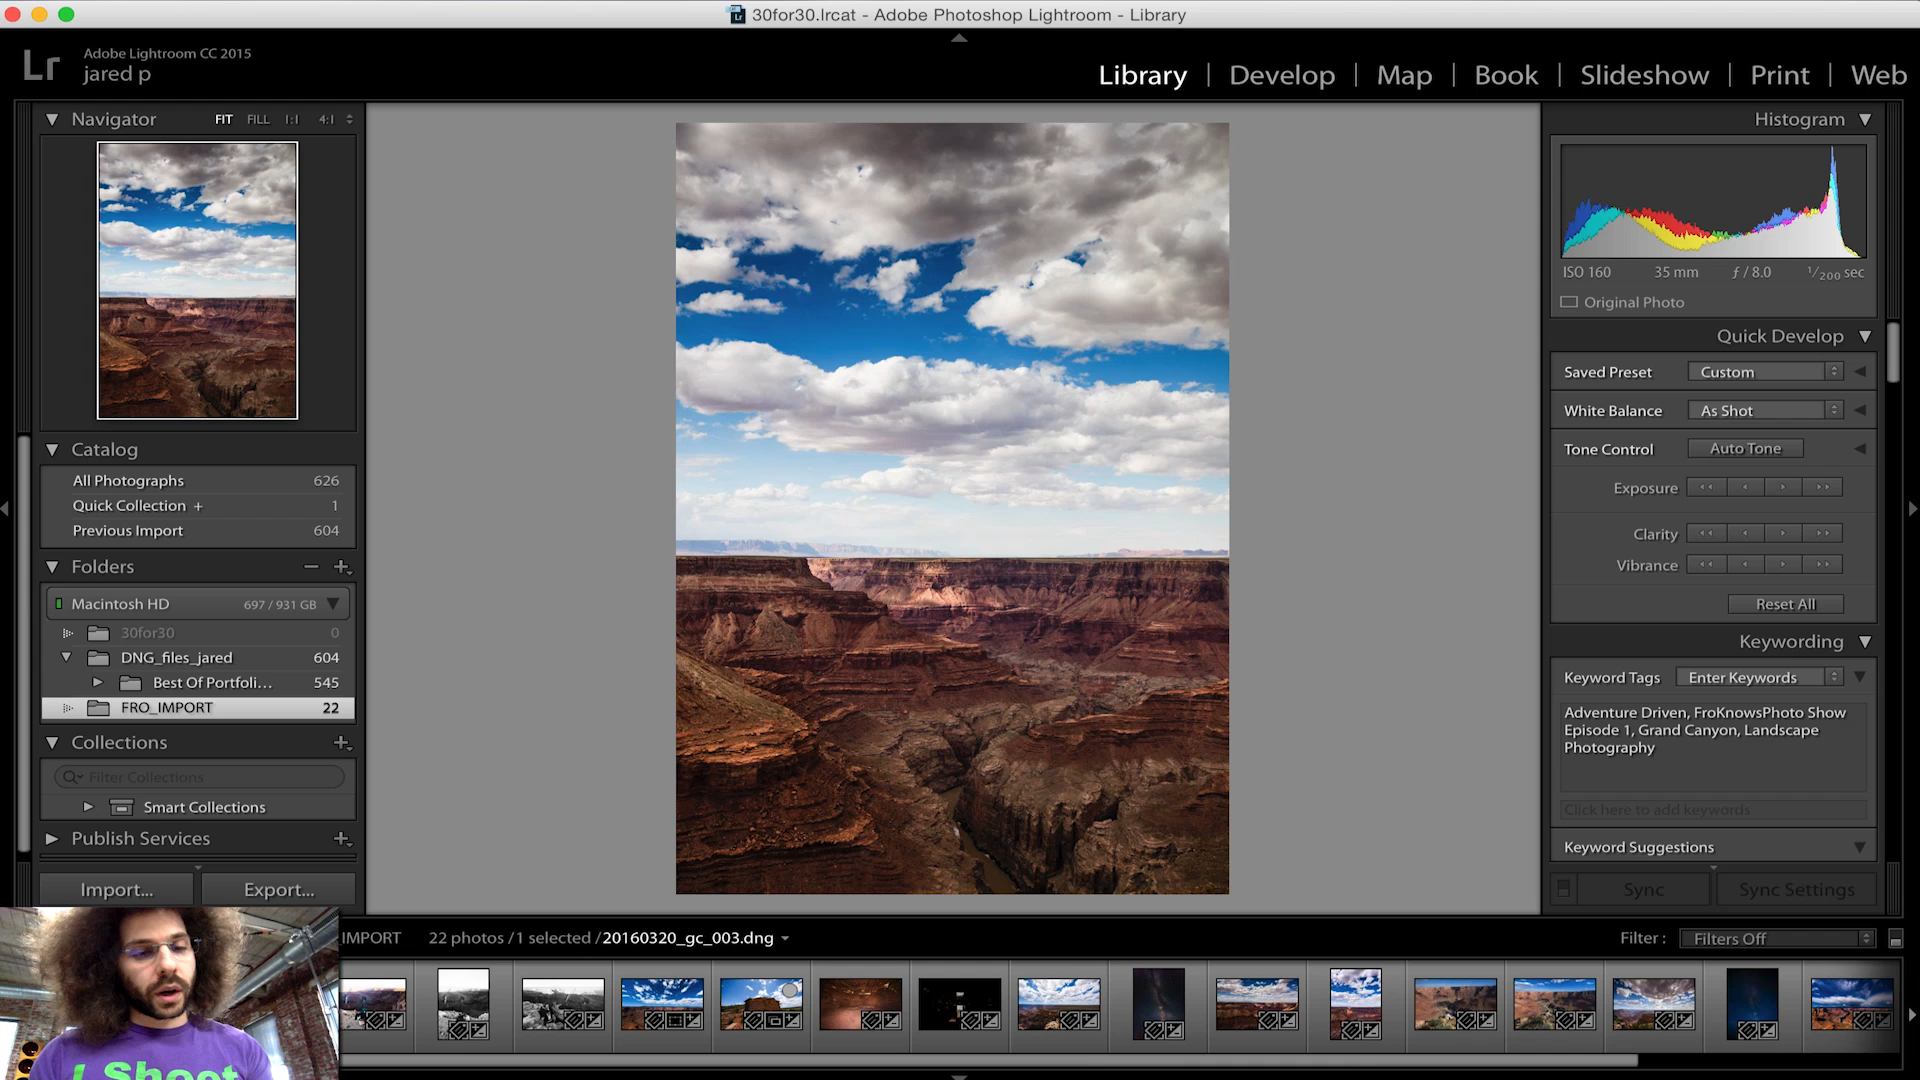 30for30.lrcat - Adobe Photoshop Lightroom - Library
Lr
Adobe Lightroom CC 2015
jared p
Library | Develop | Map | Book | Slideshow | Print | Web
Navigator FIT FILL 1:1 4:1
Catalog
All Photographs 626
Quick Collection + 1
Previous Import 604
Folders
Macintosh HD 697 / 931 GB
30for30 0
DNG_files_jared 604
Best Of Portfoli... 545
FRO_IMPORT 22
Collections
Filter Collections
Smart Collections
Publish Services
Import... Export...
Histogram
ISO 160 35 mm ƒ / 8.0 1/200 sec
Original Photo
Quick Develop
Saved Preset Custom
White Balance As Shot
Tone Control Auto Tone
Exposure
Clarity
Vibrance
Reset All
Keywording
Keyword Tags Enter Keywords
Adventure Driven, FroKnowsPhoto Show
Episode 1, Grand Canyon, Landscape
Photography
Click here to add keywords
Keyword Suggestions
Sync Sync Settings
IMPORT 22 photos / 1 selected / 20160320_gc_003.dng
Filter : Filters Off
I Shoot